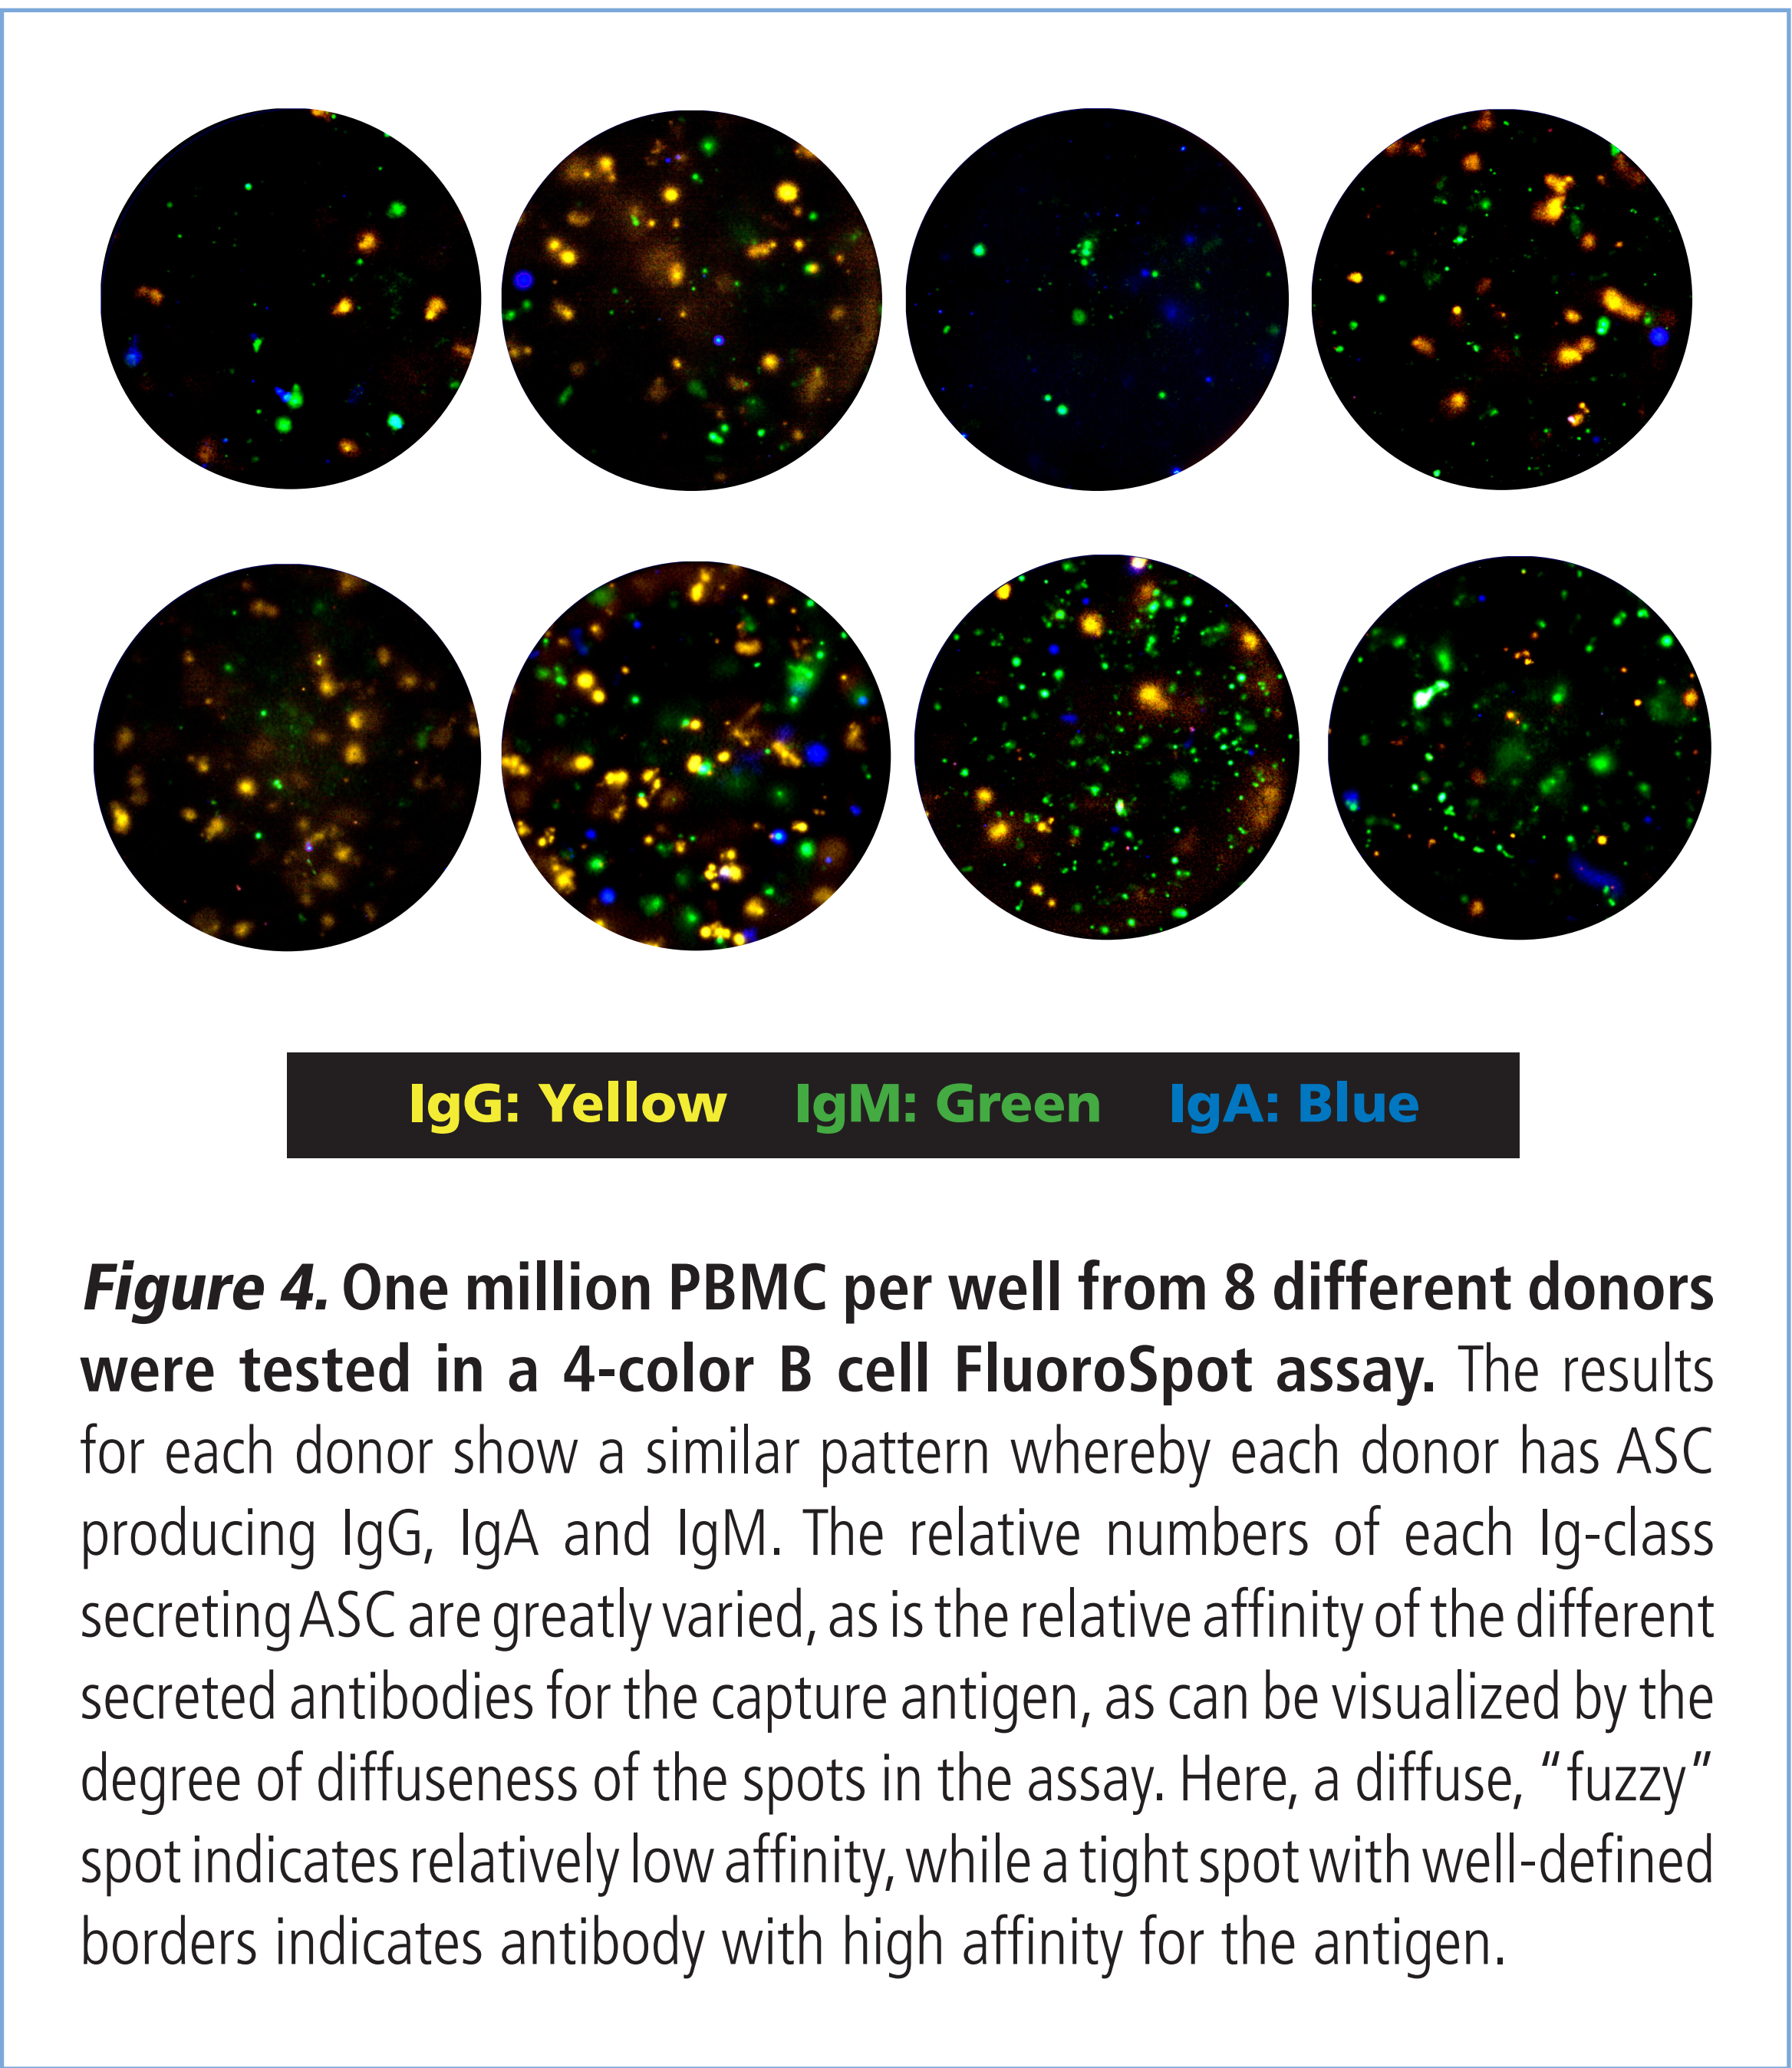 IgG: Yellow IgM: Green IgA: Blue
Figure 4. One million PBMC per well from 8 different donors
were tested in a 4-color B cell FluoroSpot assay. The results
for each donor show a similar pattern whereby each donor has ASC
producing IgG, IgA and IgM. The relative numbers of each Ig-class
secreting ASC are greatly varied, as is the relative affinity of the different
secreted antibodies for the capture antigen, as can be visualized by the
degree of diffuseness of the spots in the assay. Here, a diffuse, “fuzzy”
spot indicates relatively low affinity, while a tight spot with well-defined
borders indicates antibody with high affinity for the antigen.